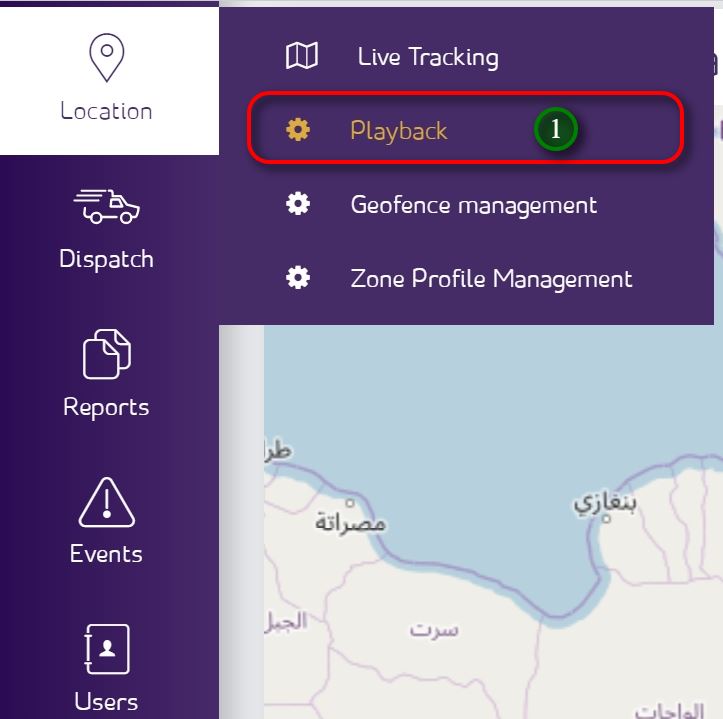 Location
Live Tracking
Playback
1
Geofence management
Zone Profile Management
Dispatch
Reports
Events
Users
طرا
مصراتة
بنغازي
الجبل
سرت
الواحات